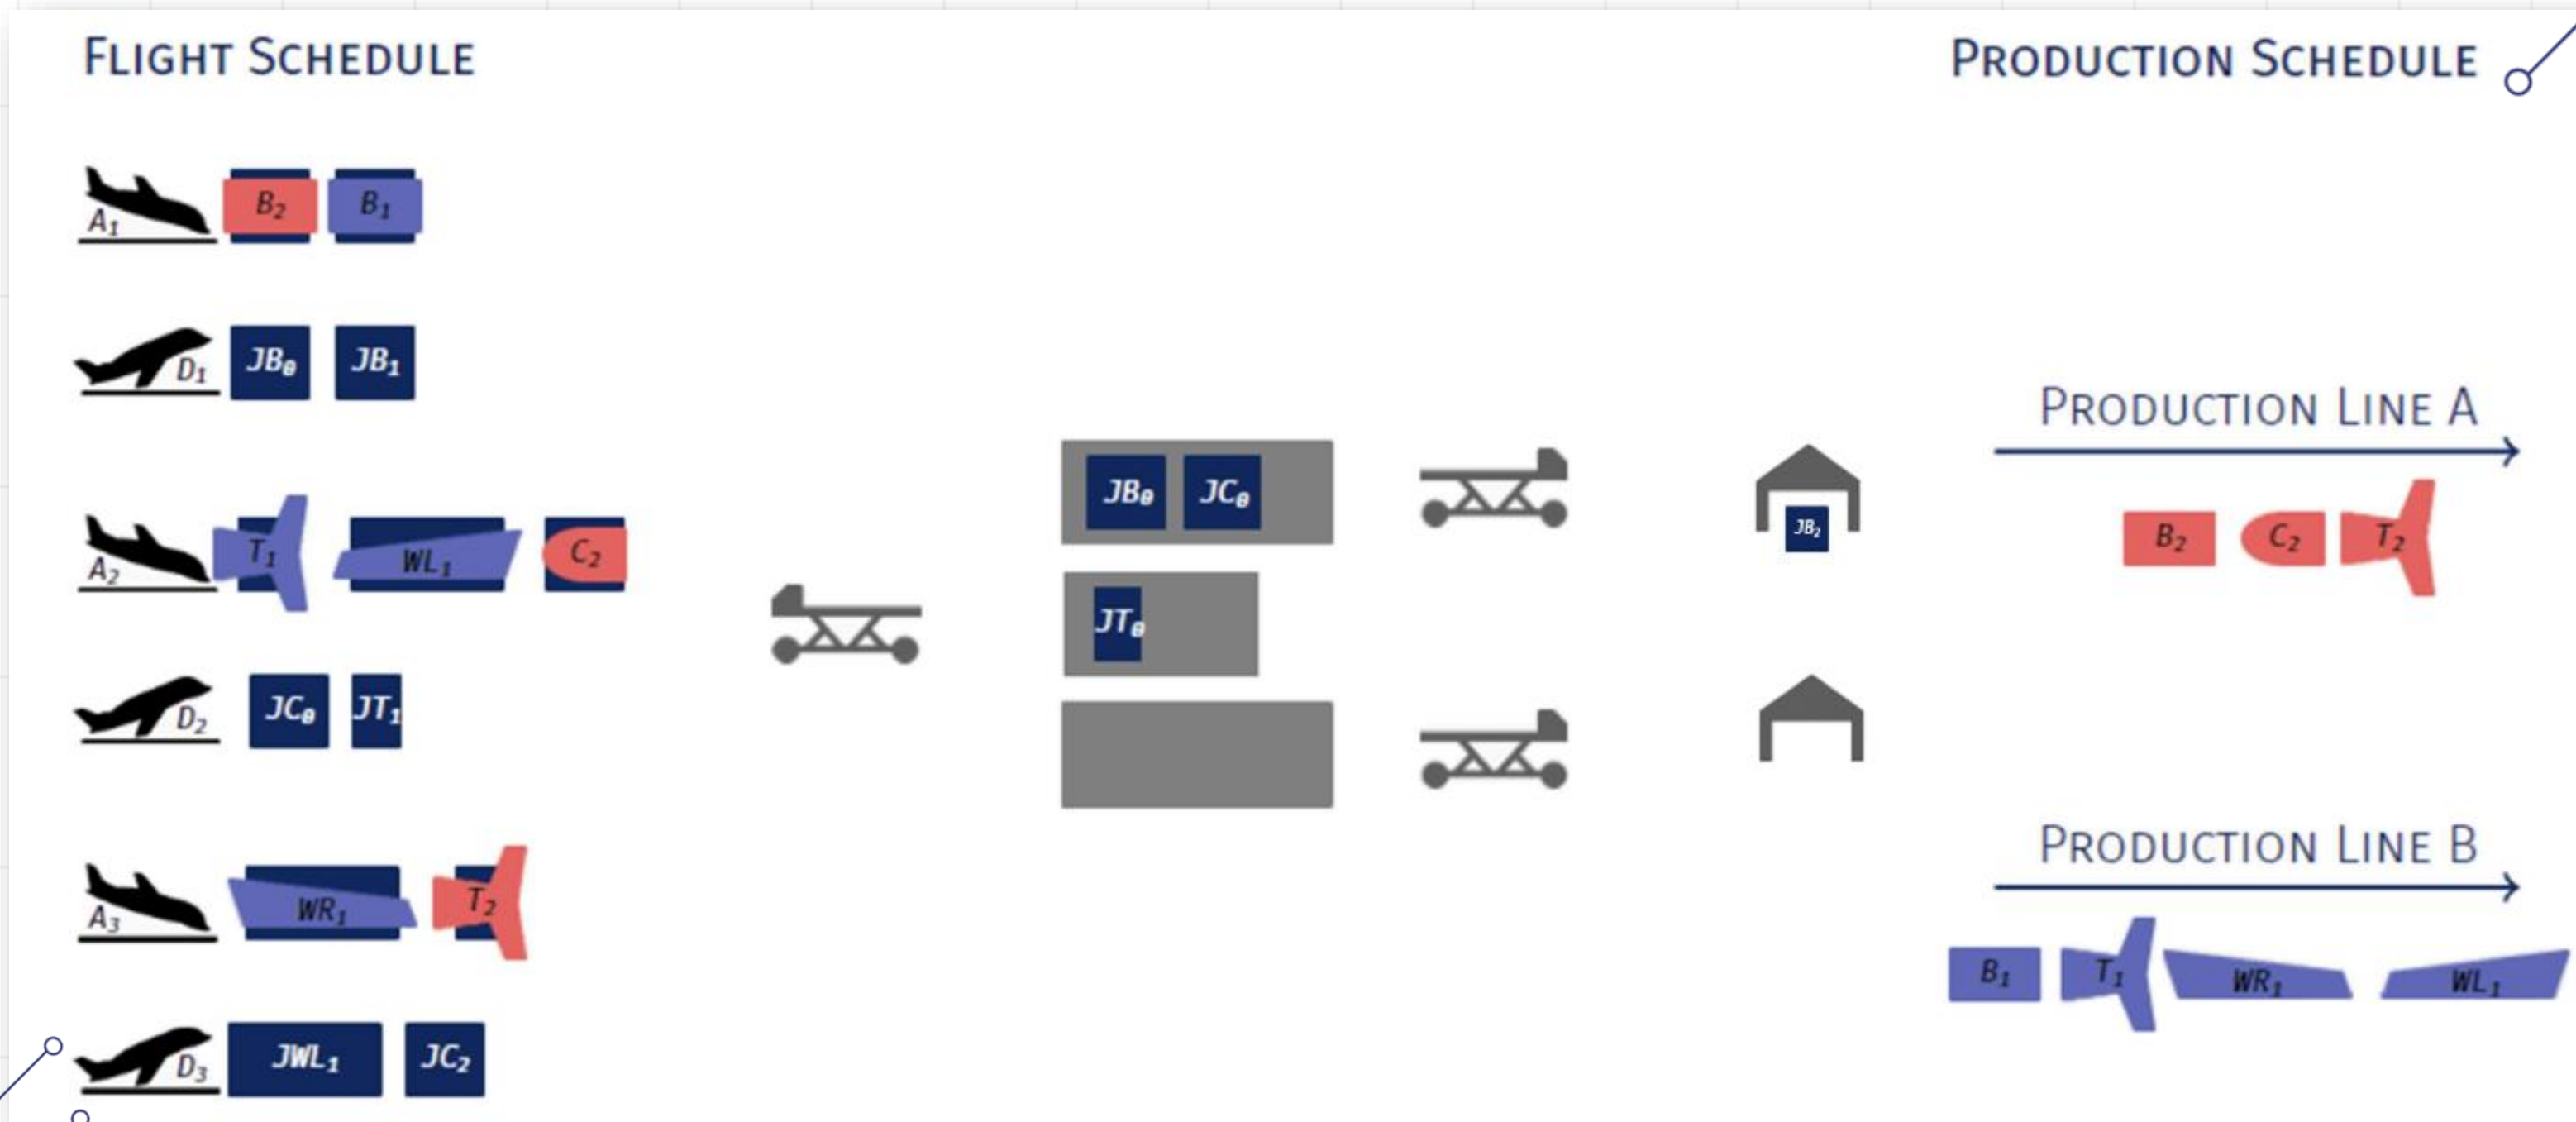 FLIGHT SCHEDULE
PRODUCTION SCHEDULE
A1 B2 B1
D1 JB0 JB1
A2 T1 WL1 C2
D2 JC0 JT1
A3 WR1 T2
D3 JWL1 JC2
JB0 JC0
JT0
JB2
PRODUCTION LINE A
B2 C2 T2
PRODUCTION LINE B
B1 T1 WR1 WL1